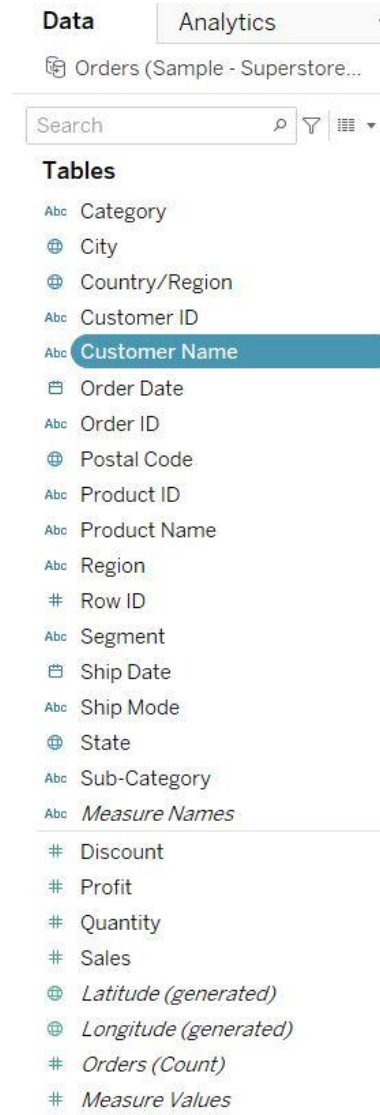 Data Analytics
Orders (Sample - Superstore...
Search
Tables
Abc Category
City
Country/Region
Abc Customer ID
Abc Customer Name
Order Date
Abc Order ID
Postal Code
Abc Product ID
Abc Product Name
Abc Region
# Row ID
Abc Segment
Ship Date
Abc Ship Mode
State
Abc Sub-Category
Abc Measure Names
# Discount
# Profit
# Quantity
# Sales
Latitude (generated)
Longitude (generated)
# Orders (Count)
# Measure Values